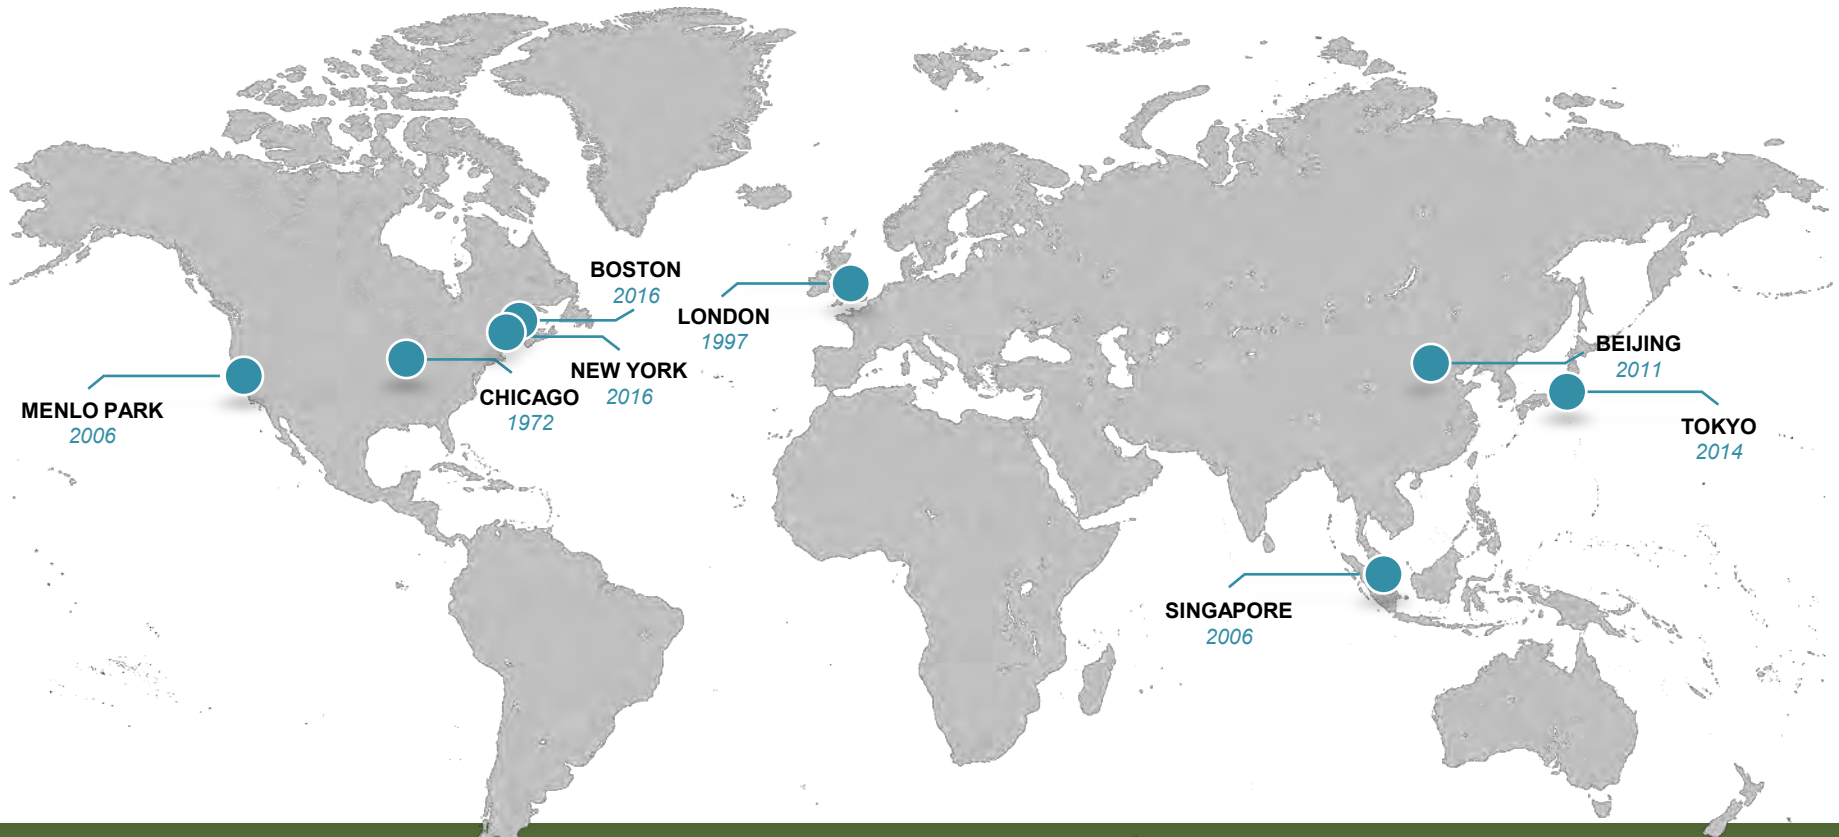 BOSTON
2016
LONDON
1997
NEW YORK
2016
CHICAGO
1972
MENLO PARK
2006
BEIJING
2011
TOKYO
2014
SINGAPORE
2006